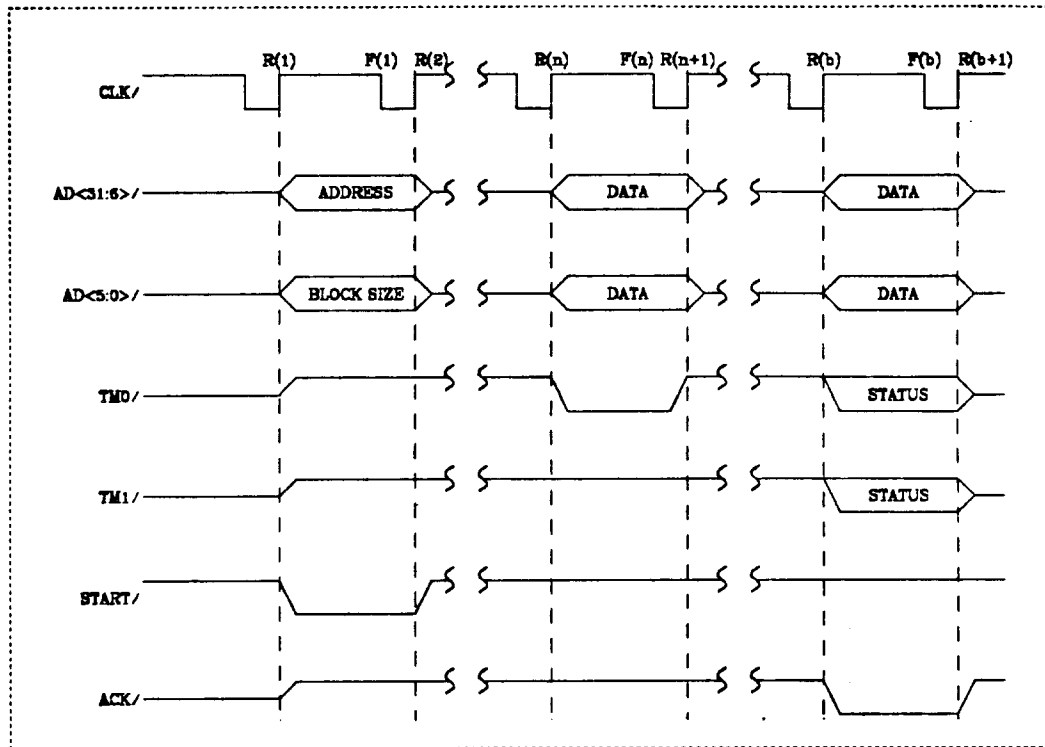 R(1) F(1) R(2) R(n) F(n) R(n+1) R(b) F(b) R(b+1)
CLK/
AD<31:6>/ ADDRESS DATA DATA
AD<5:0>/ BLOCK SIZE DATA DATA
TM0/ STATUS
TM1/ STATUS
START/
ACK/